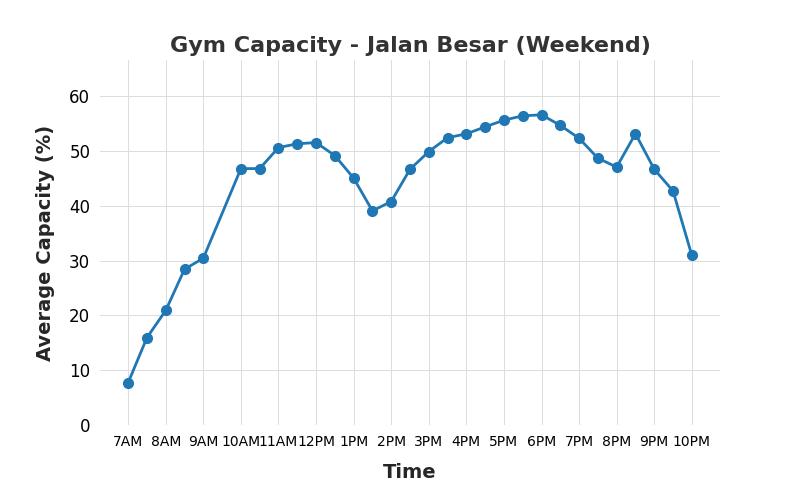 Gym Capacity - Jalan Besar (Weekend)
Average Capacity (%)
60
50
40
30
20
10
0
7AM 8AM 9AM 10AM 11AM 12PM 1PM 2PM 3PM 4PM 5PM 6PM 7PM 8PM 9PM 10PM
Time